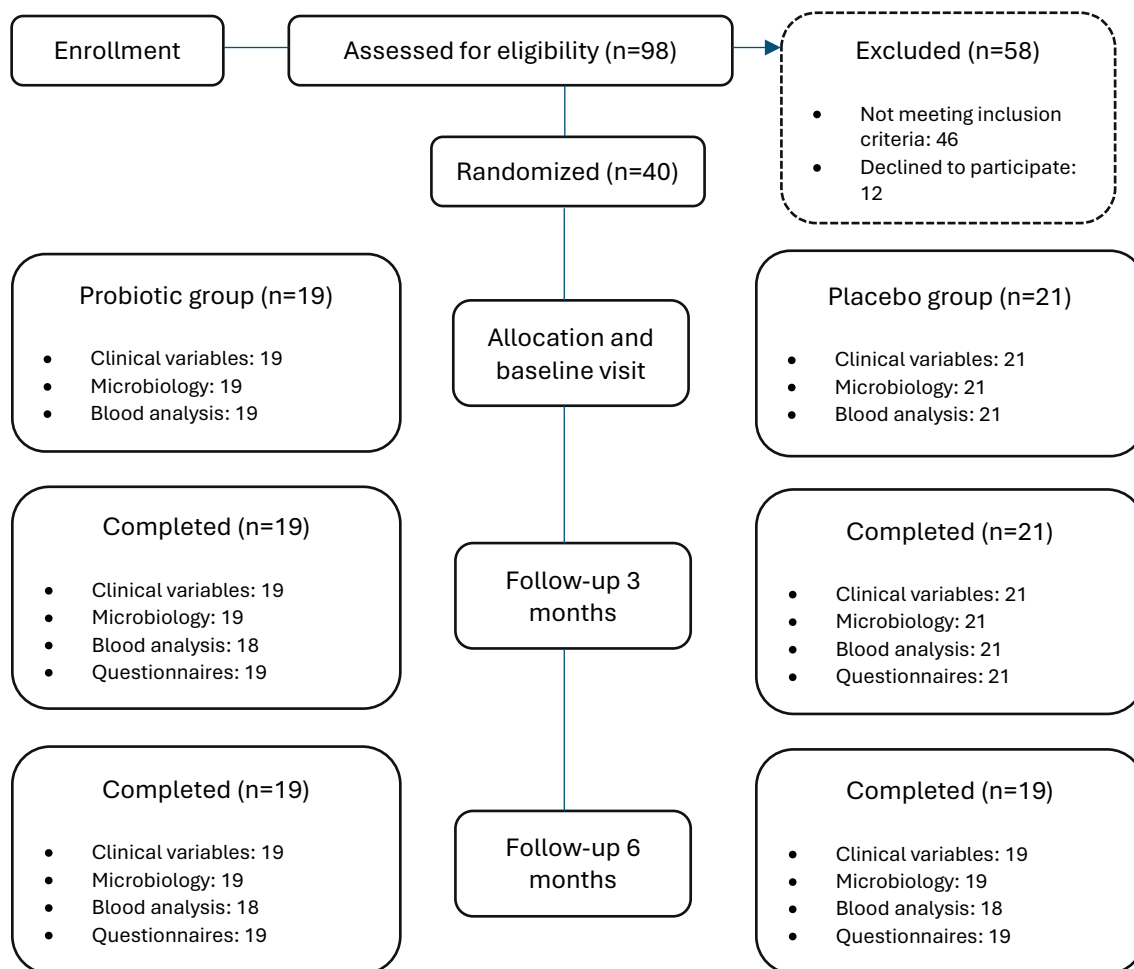 Enrollment
Assessed for eligibility (n=98)
Excluded (n=58)
• Not meeting inclusion
criteria: 46
• Declined to participate:
12
Randomized (n=40)
Probiotic group (n=19)
• Clinical variables: 19
• Microbiology: 19
• Blood analysis: 19
Allocation and
baseline visit
Placebo group (n=21)
• Clinical variables: 21
• Microbiology: 21
• Blood analysis: 21
Completed (n=19)
• Clinical variables: 19
• Microbiology: 19
• Blood analysis: 18
• Questionnaires: 19
Follow-up 3
months
Completed (n=21)
• Clinical variables: 21
• Microbiology: 21
• Blood analysis: 21
• Questionnaires: 21
Completed (n=19)
• Clinical variables: 19
• Microbiology: 19
• Blood analysis: 18
• Questionnaires: 19
Follow-up 6
months
Completed (n=19)
• Clinical variables: 19
• Microbiology: 19
• Blood analysis: 18
• Questionnaires: 19